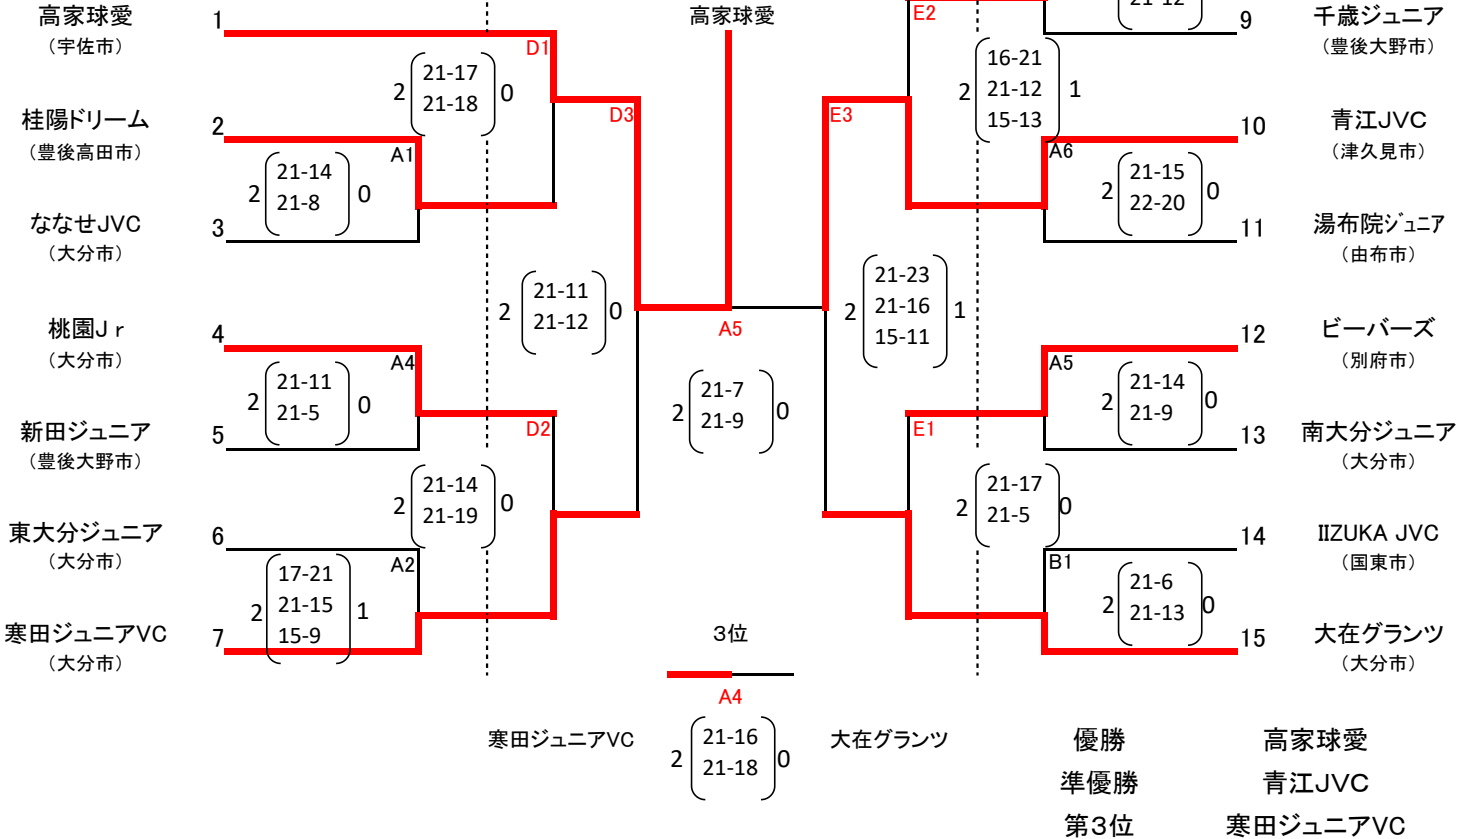 高家球愛
(宇佐市)
1
D1
2 21-17 0
21-18
桂陽ドリーム
(豊後高田市)
2
A1
2 21-14 0
21-8
ななせJVC
(大分市)
3
D3
2 21-11 0
21-12
桃園Jr
(大分市)
4
A4
2 21-11 0
21-5
新田ジュニア
(豊後大野市)
5
D2
2 21-14 0
21-19
東大分ジュニア
(大分市)
6
A2
17-21
2 21-15 1
15-9
寒田ジュニアVC
(大分市)
7
高家球愛
A5
2 21-7 0
21-9
3位
A4
寒田ジュニアVC
2 21-16 0
21-18
大在グランツ
E2
9
千歳ジュニア
(豊後大野市)
16-21
2 21-12 1
15-13
E3
A6
10
青江JVC
(津久見市)
2 21-15 0
22-20
11
湯布院ジュニア
(由布市)
21-23
2 21-16 1
15-11
12
ビーバーズ
(別府市)
A5
2 21-14 0
21-9
E1
13
南大分ジュニア
(大分市)
2 21-17 0
21-5
14
IIZUKA JVC
(国東市)
B1
2 21-6 0
21-13
15
大在グランツ
(大分市)
優勝 高家球愛
準優勝 青江JVC
第3位 寒田ジュニアVC